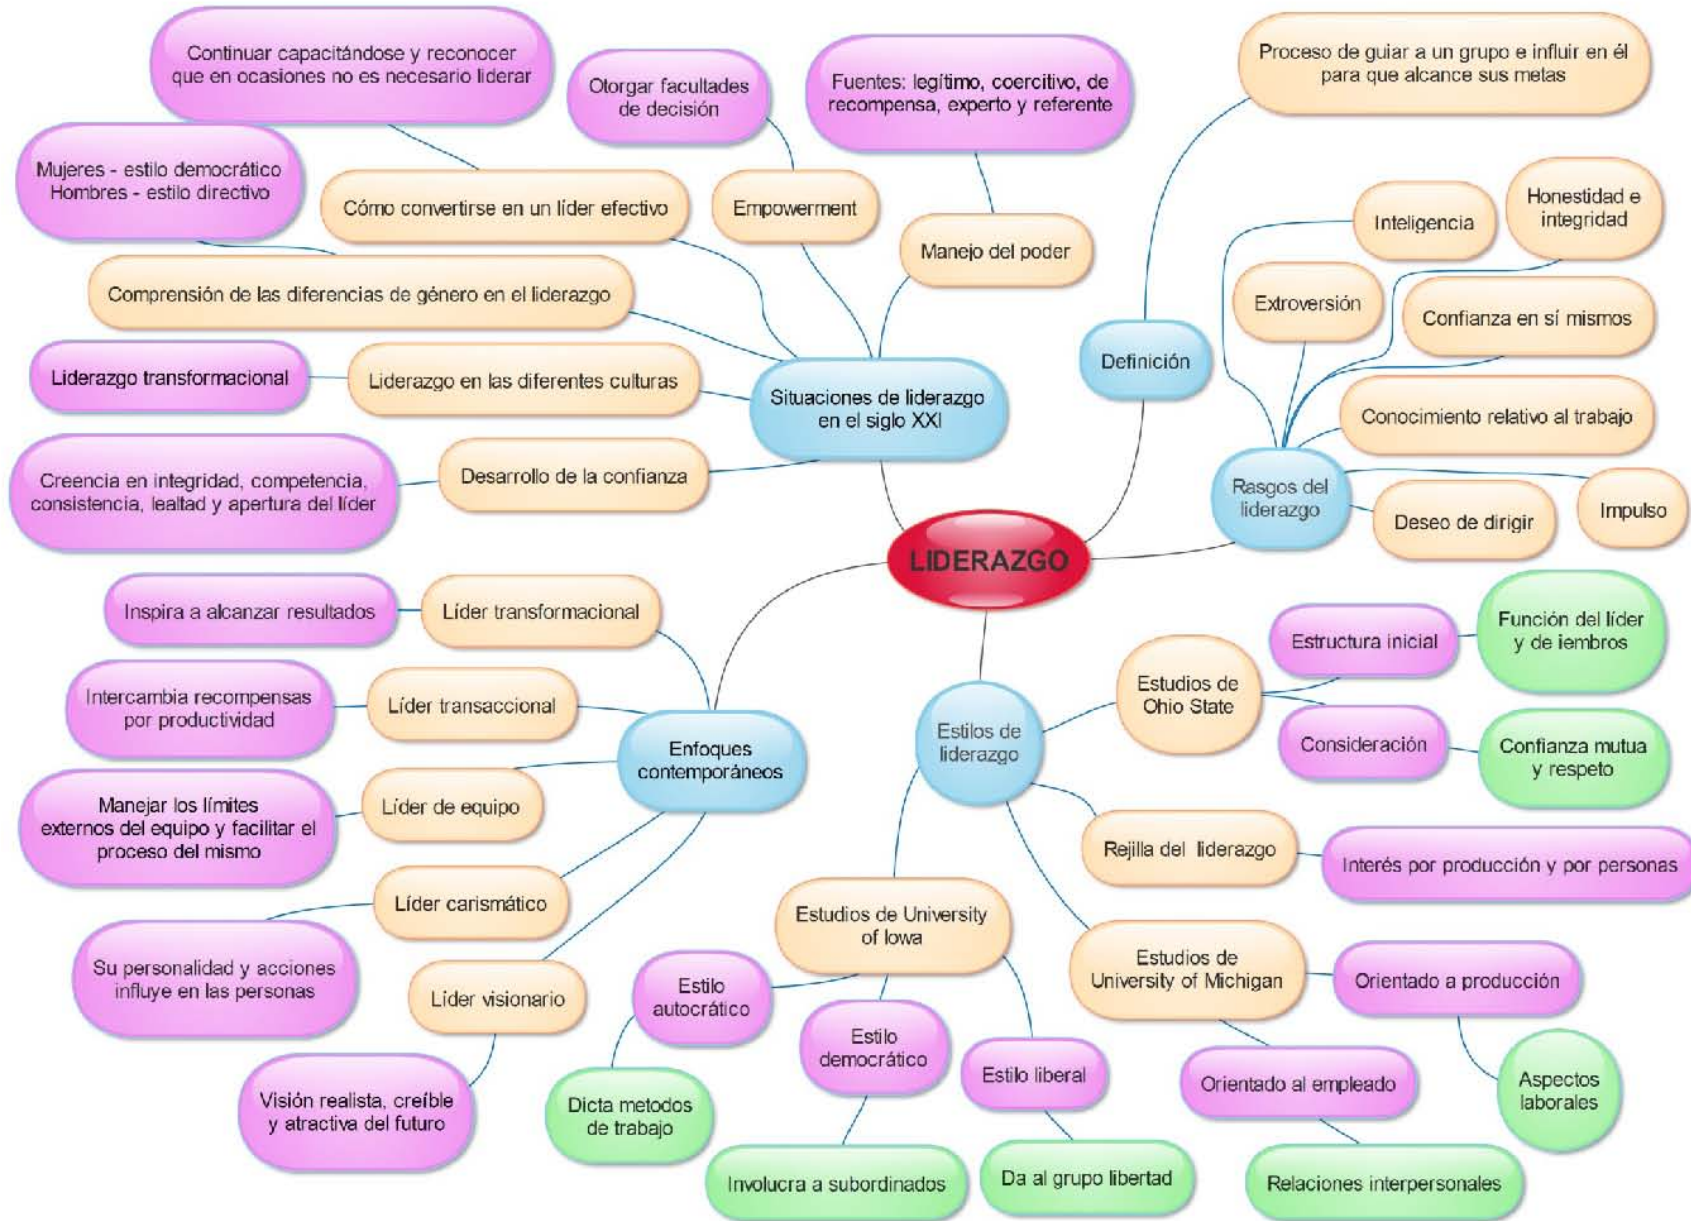 Continuar capacitándose y reconocer
que en ocasiones no es necesario liderar
Otorgar facultades
de decisión
Fuentes: legítimo, coercitivo, de
recompensa, experto y referente
Proceso de guiar a un grupo e influir en él
para que alcance sus metas
Mujeres - estilo democrático
Hombres - estilo directivo
Cómo convertirse en un líder efectivo
Empowerment
Manejo del poder
Inteligencia
Honestidad e
integridad
Comprensión de las diferencias de género en el liderazgo
Extroversión
Confianza en sí mismos
Liderazgo transformacional
Liderazgo en las diferentes culturas
Situaciones de liderazgo
en el siglo XXI
Definición
Conocimiento relativo al trabajo
Creencia en integridad, competencia,
consistencia, lealtad y apertura del líder
Desarrollo de la confianza
Rasgos del
liderazgo
Deseo de dirigir
Impulso
LIDERAZGO
Inspira a alcanzar resultados
Líder transformacional
Intercambia recompensas
por productividad
Líder transaccional
Enfoques
contemporáneos
Manejar los límites
externos del equipo y facilitar el
proceso del mismo
Líder de equipo
Líder carismático
Su personalidad y acciones
influye en las personas
Líder visionario
Visión realista, creíble
y atractiva del futuro
Estilos de
liderazgo
Estudios de
Ohio State
Estructura inicial
Función del líder
y de iembros
Consideración
Confianza mutua
y respeto
Rejilla del liderazgo
Interés por producción y por personas
Estudios de University
of Iowa
Estudios de
University of Michigan
Orientado a producción
Estilo
autocrático
Estilo
democrático
Estilo liberal
Orientado al empleado
Aspectos
laborales
Dicta metodos
de trabajo
Involucra a subordinados
Da al grupo libertad
Relaciones interpersonales